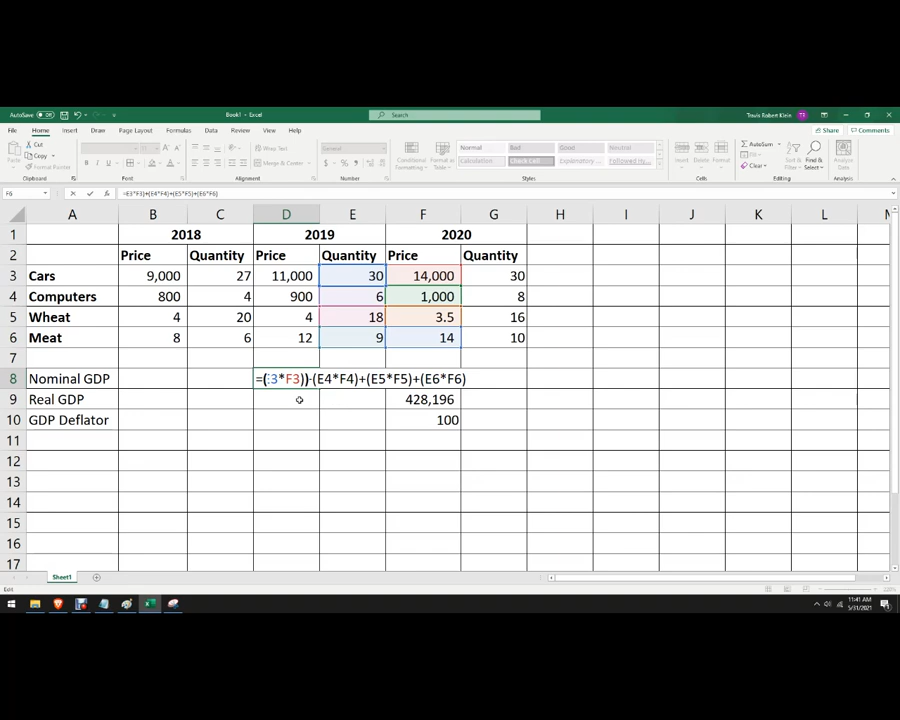 AutoSave Off Book1 - Excel Search Travis Robert Klein TR
File Home Insert Draw Page Layout Formulas Data Review View Help Share Comments
Cut Wrap Text General Normal Bad Good Neutral AutoSum
Copy Calculation Check Cell Explanatory ... Followed Hy... Fill
Paste Format Painter Merge & Center Conditional Formatting Format as Table Insert Delete Format Clear Sort & Filter Find & Select Analyze Data
Clipboard Font Alignment Number Styles Cells Editing Analysis
F6 =(E3*F3)+(E4*F4)+(E5*F5)+(E6*F6)
A B C D E F G H I J K L M
1 2018 2019 2020
2 Price Quantity Price Quantity Price Quantity
3 Cars 9,000 27 11,000 30 14,000 30
4 Computers 800 4 900 6 1,000 8
5 Wheat 4 20 4 18 3.5 16
6 Meat 8 6 12 9 14 10
7
8 Nominal GDP =(E3*F3)+(E4*F4)+(E5*F5)+(E6*F6)
9 Real GDP 428,196
10 GDP Deflator 100
11
12
13
14
15
16
17
Sheet1
Edit
11:41 AM
5/31/2021